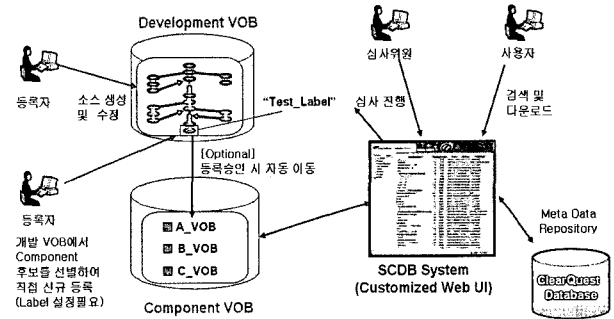 Development VOB
등록자
소스 생성
및 수정
"Test_Label"
심사위원
사용자
심사 진행
검색 및
다운로드
[Optional]
등록승인 시 자동 이동
등록자
개발 VOB에서
Component
후보를 선별하여
직접 신규 등록
(Label 설정필요)
A_VOB
B_VOB
C_VOB
Component VOB
SCDB System
(Customized Web UI)
Meta Data
Repository
ClearQuest
Database